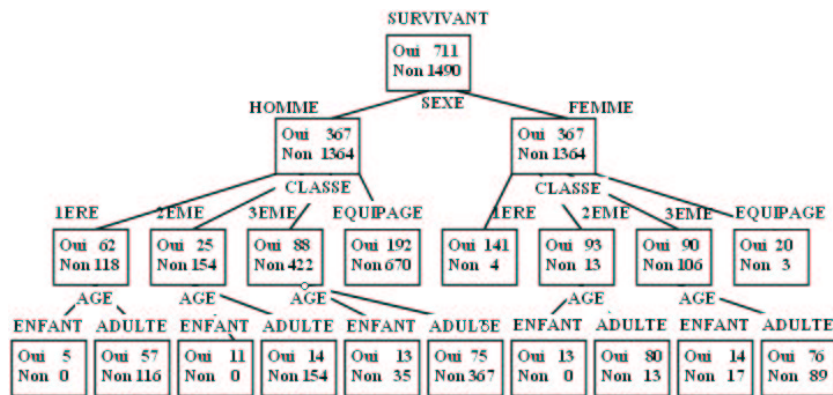 SURVIVANT
Oui 711
Non 1490
SEXE
HOMME
FEMME
Oui 367
Non 1364
Oui 367
Non 1364
CLASSE
CLASSE
1ERE 2EME 3EME EQUIPAGE 1ERE 2EME 3EME EQUIPAGE
Oui 62
Non 118
Oui 25
Non 154
Oui 88
Non 422
Oui 192
Non 670
Oui 141
Non 4
Oui 93
Non 13
Oui 90
Non 106
Oui 20
Non 3
AGE AGE AGE AGE AGE
ENFANT ADULTE ENFANT ADULTE ENFANT ADULSE ENFANT ADULTE ENFANT ADULTE
Oui 5
Non 0
Oui 57
Non 116
Oui 11
Non 0
Oui 14
Non 154
Oui 13
Non 35
Oui 75
Non 367
Oui 13
Non 0
Oui 80
Non 13
Oui 14
Non 17
Oui 76
Non 89